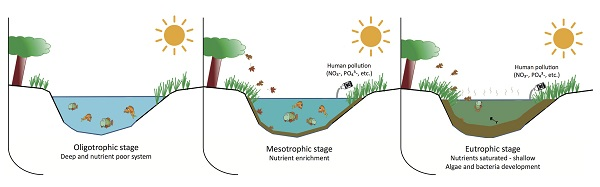 Oligotrophic stage
Deep and nutrient poor system
Human pollution
(NO₃-, PO₄³-, etc.)
Mesotrophic stage
Nutrient enrichment
Human pollution
(NO₃-, PO₄³-, etc.)
Eutrophic stage
Nutrients saturated - shallow
Algae and bacteria development